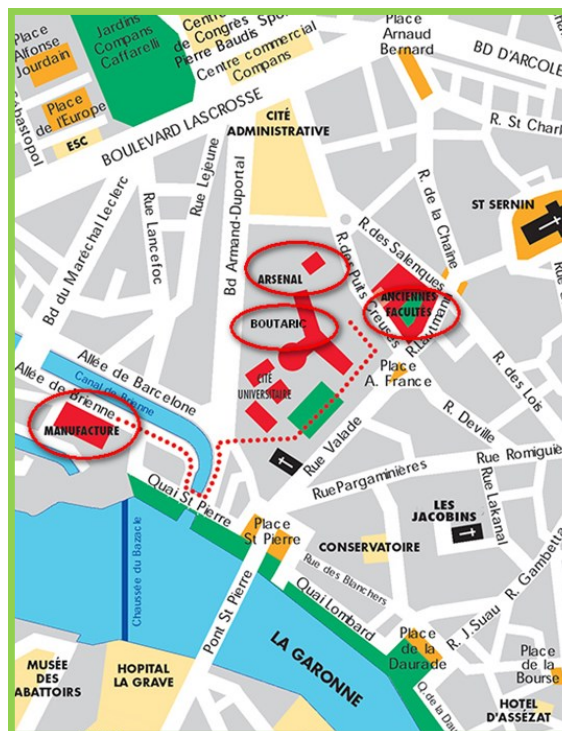 Place
Alfonse
Jourdain
Jardins
Compans
Caffarelli
Centre
de Congrès
Pierre Baudis
Centre commercial
Compans
Place
Arnaud
Bernard
BD D'ARCOLE
Place
de l'Europe
ESC
BOULEVARD LASCROSSE
CITÉ
ADMINISTRATIVE
R. St Charl
R. de la Chaîne
ST SERNIN
Bd du Maréchal Leclerc
Rue Lancefoc
Rue Lejeune
Bd Armand-Duportal
R. des Salenques
R. des Puits Creusés
ARSENAL
BOUTARIC
ANCIENNES
FACULTÉS
R. Lautmann
Place
A. France
R. des Lois
CITÉ
UNIVERSITAIRE
Allée de Barcelone
Canal de Brienne
Allée de Brienne
MANUFACTURE
R. Deville
Rue Valade
Rue Romiguiè
Rue Pargaminières
Rue Lakanal
LES
JACOBINS
Quai St Pierre
Place
St Pierre
CONSERVATOIRE
Rue des Blanchers
R. Gambetta
Chaussée du Bazacle
Pont St Pierre
Quai Lombard
R. J. Suau
LA GARONNE
Place
de la
Daurade
Place
de la
Bourse
Q. de la Dau
MUSÉE
DES
ABATTOIRS
HOPITAL
LA GRAVE
HOTEL
D'ASSÉZAT